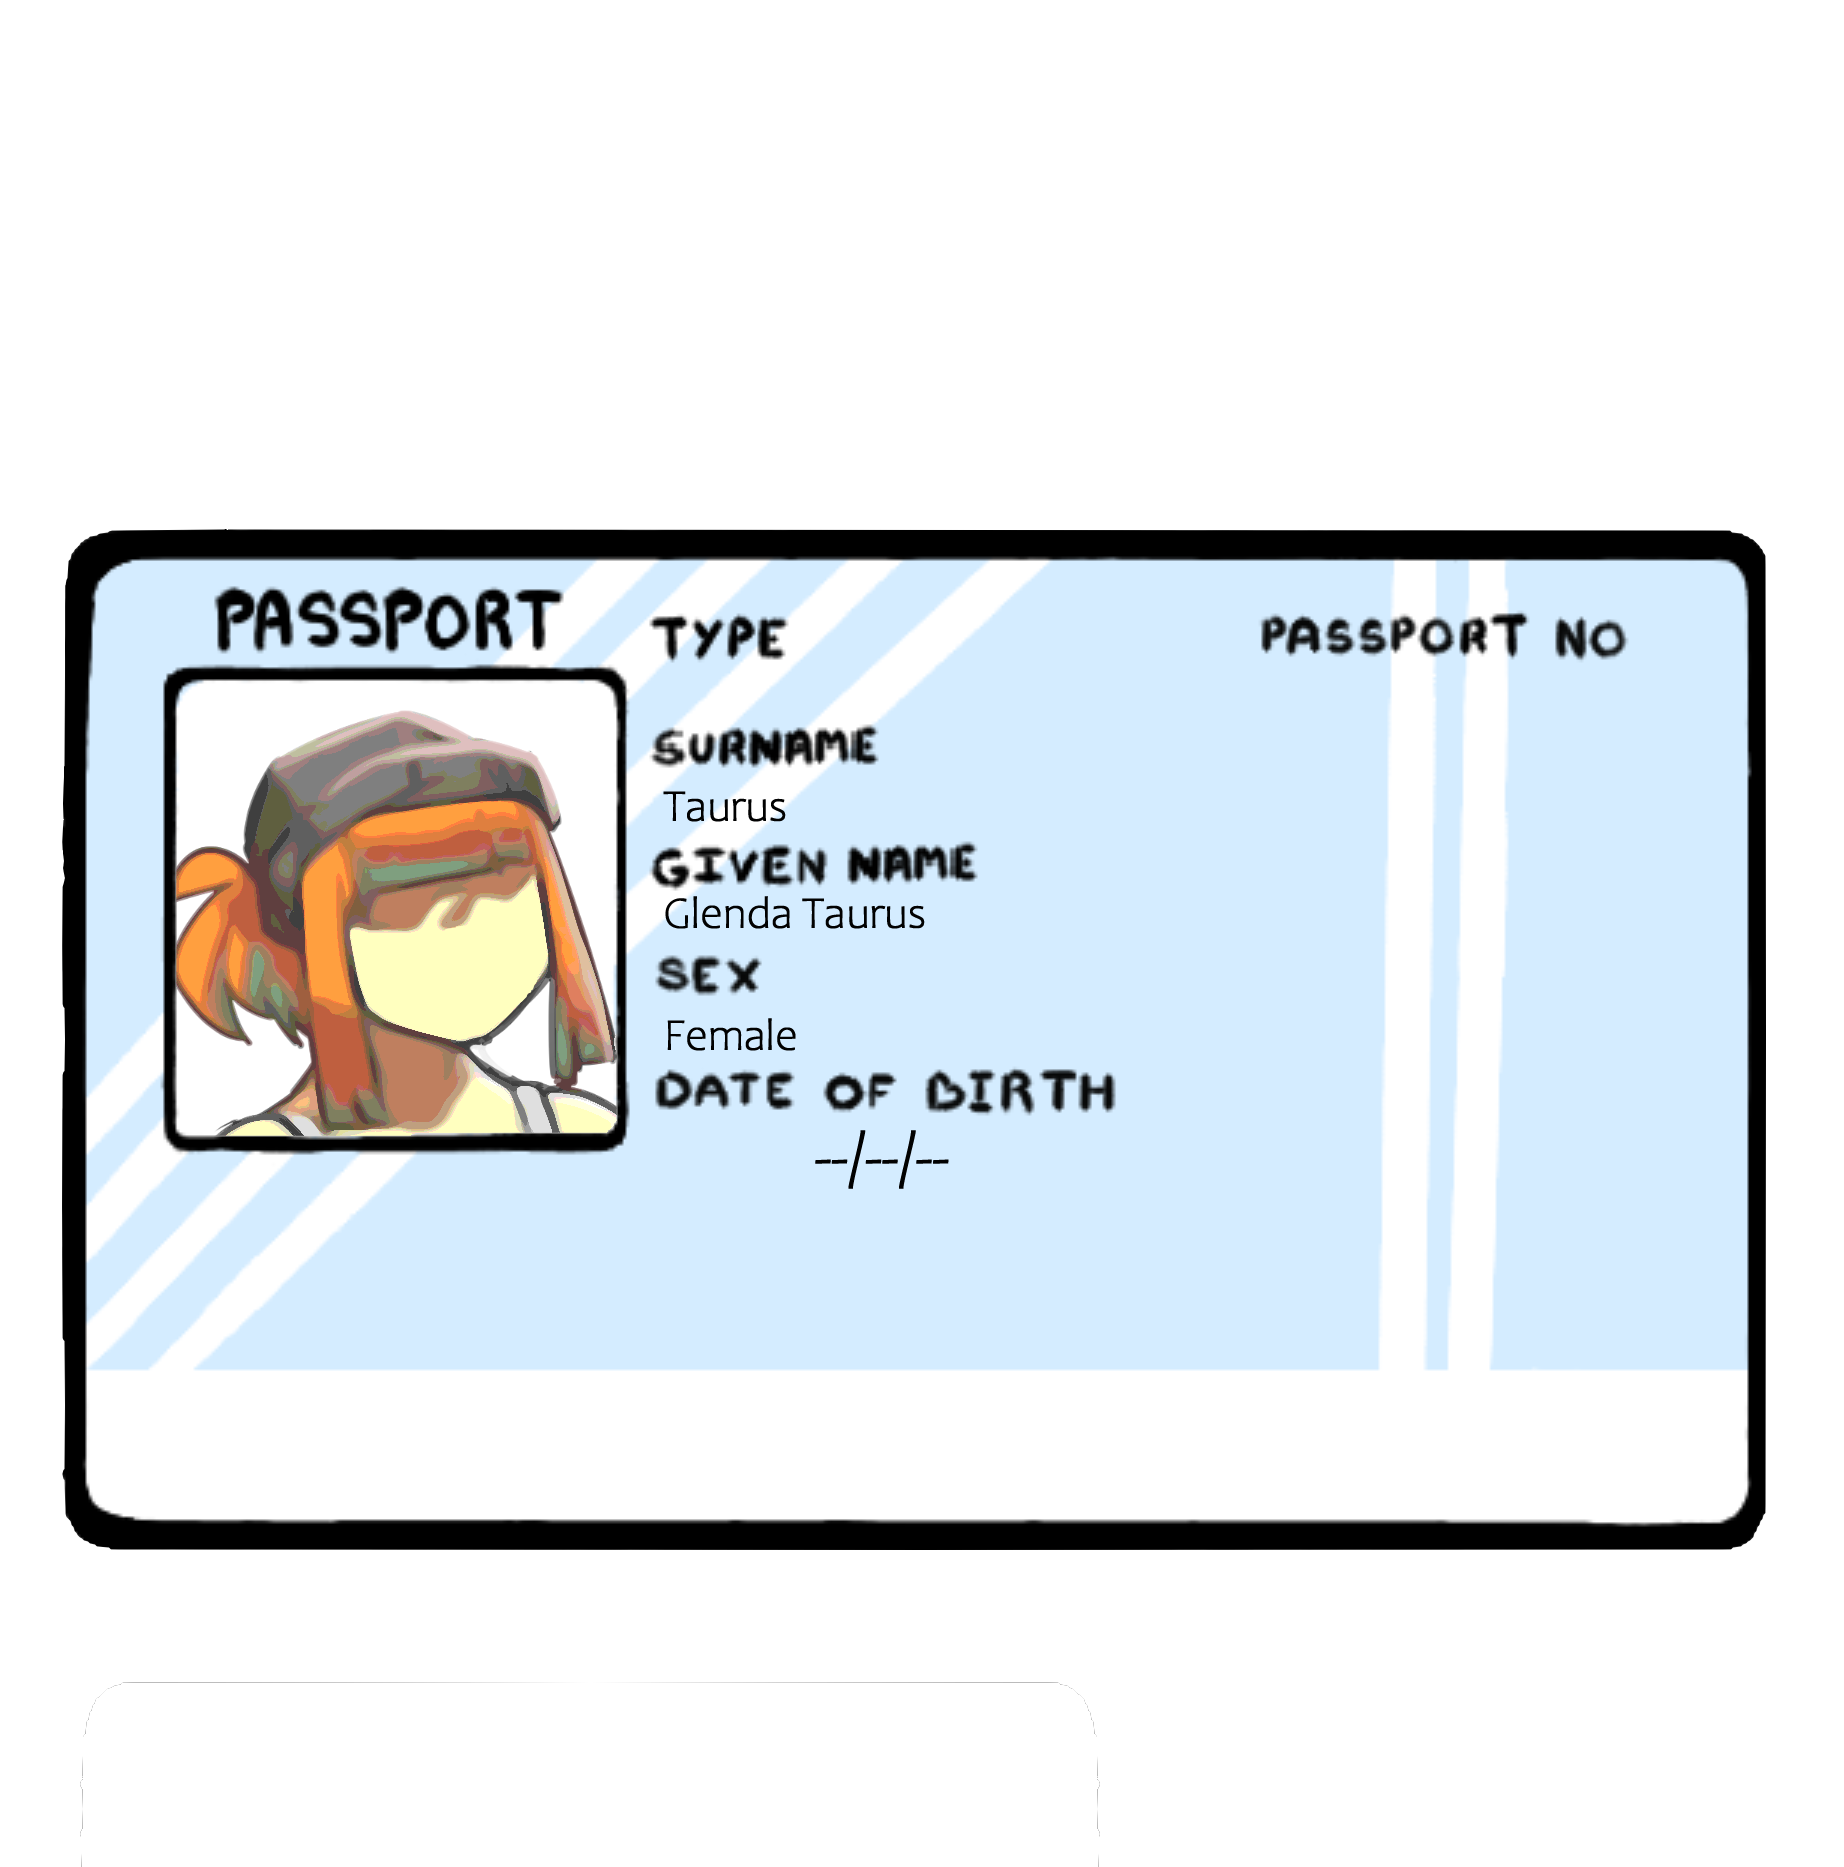 PASSPORT
TYPE
PASSPORT NO
SURNAME
Taurus
GIVEN NAME
Glenda Taurus
SEX
Female
DATE OF BIRTH
--/--/--